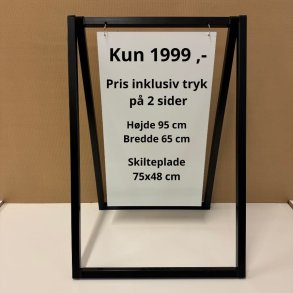 Kun 1999 ,-
Pris inklusiv tryk
på 2 sider
Højde 95 cm
Bredde 65 cm
Skilteplade
75x48 cm